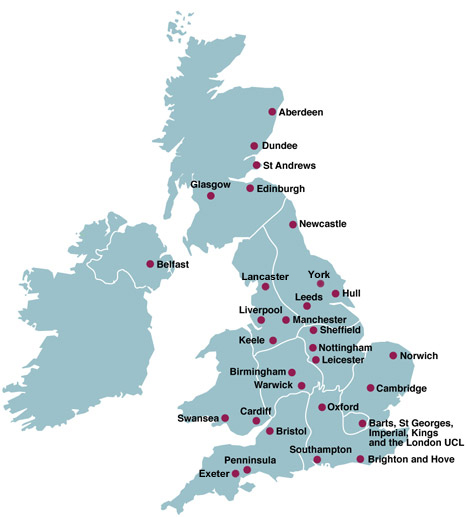 Aberdeen
Dundee
St Andrews
Glasgow
Edinburgh
Newcastle
Belfast
Lancaster
York
Hull
Leeds
Liverpool
Manchester
Sheffield
Keele
Nottingham
Leicester
Norwich
Birmingham
Warwick
Cambridge
Oxford
Swansea
Cardiff
Bristol
Barts, St Georges,
Imperial, Kings
and the London UCL
Southampton
Brighton and Hove
Penninsula
Exeter